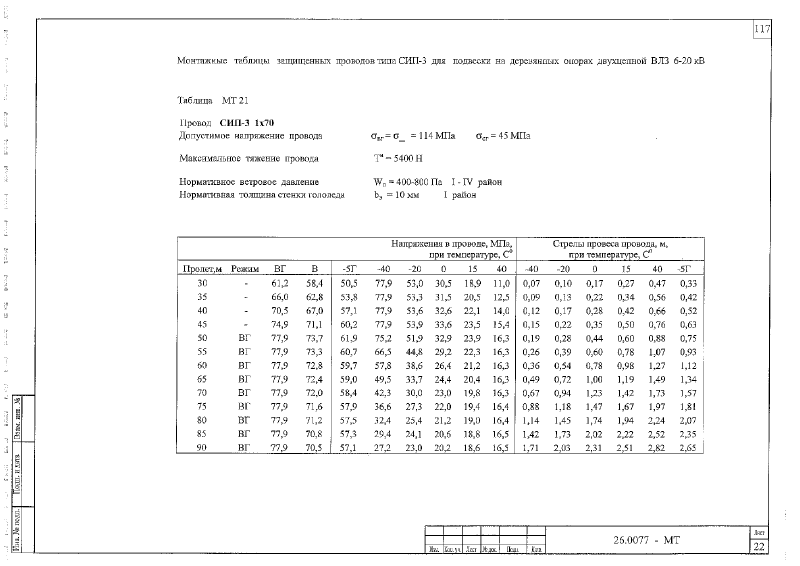 117
Монтажные таблицы защищенных проводов типа СИП-3 для подвески на деревянных опорах двухцепной ВЛЗ 6-20 кВ
Таблица МТ 21
Провод СИП-3 1х70
Допустимое напряжение провода σвг = σ = 114 МПа σсг = 45 МПа
Максимальное тяжение провода Tн = 5400 Н
Нормативное ветровое давление W = 400-800 Па I - IV район
Нормативная толщина стенки гололеда bэ = 10 мм I район
Напряжения в проводе, МПа, при температуре, С0
Стрелы провеса провода, м, при температуре, С0
Пролет,м Режим ВГ В -5Г -40 -20 0 15 40 -40 -20 0 15 40 -5Г
30 - 61,2 58,4 50,5 77,9 53,0 30,5 18,9 11,0 0,07 0,10 0,17 0,27 0,47 0,33
35 - 66,0 62,8 53,8 77,9 53,3 31,5 20,5 12,5 0,09 0,13 0,22 0,34 0,56 0,42
40 - 70,5 67,0 57,1 77,9 53,6 32,6 22,1 14,0 0,12 0,17 0,28 0,42 0,66 0,52
45 - 74,9 71,1 60,2 77,9 53,9 33,6 23,5 15,4 0,15 0,22 0,35 0,50 0,76 0,63
50 ВГ 77,9 73,7 61,9 75,2 51,9 32,9 23,9 16,3 0,19 0,28 0,44 0,60 0,88 0,75
55 ВГ 77,9 73,3 60,7 66,5 44,8 29,2 22,3 16,3 0,26 0,39 0,60 0,78 1,07 0,93
60 ВГ 77,9 72,8 59,7 57,8 38,6 26,4 21,2 16,3 0,36 0,54 0,78 0,98 1,27 1,12
65 ВГ 77,9 72,4 59,0 49,5 33,7 24,4 20,4 16,3 0,49 0,72 1,00 1,19 1,49 1,34
70 ВГ 77,9 72,0 58,4 42,3 30,0 23,0 19,8 16,3 0,67 0,94 1,23 1,42 1,73 1,57
75 ВГ 77,9 71,6 57,9 36,6 27,3 22,0 19,4 16,4 0,88 1,18 1,47 1,67 1,97 1,81
80 ВГ 77,9 71,2 57,5 32,4 25,4 21,2 19,0 16,4 1,14 1,45 1,74 1,94 2,24 2,07
85 ВГ 77,9 70,8 57,3 29,4 24,1 20,6 18,8 16,5 1,42 1,73 2,02 2,22 2,52 2,35
90 ВГ 77,9 70,5 57,1 27,2 23,0 20,2 18,6 16,5 1,71 2,03 2,31 2,51 2,82 2,65
Взам. инв. №
Подп. и дата
Инв. № подл.
Изм. Кол.уч. Лист №док. Подп. Дата
26.0077 - МТ
Лист
22